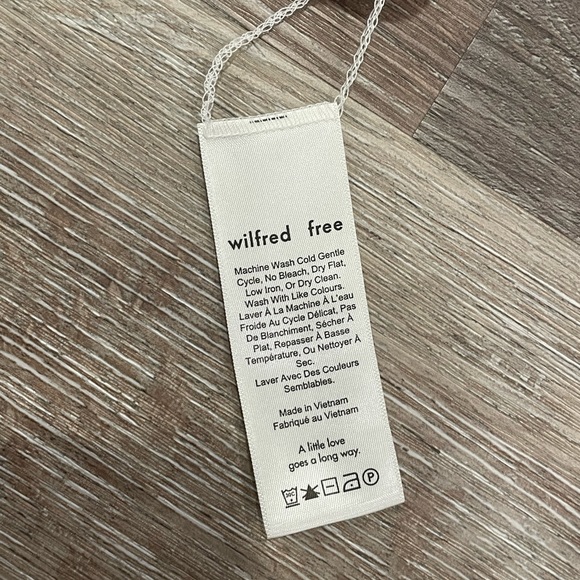 wilfred free
Machine Wash Cold Gentle
Cycle, No Bleach, Dry Flat,
Low Iron, Or Dry Clean.
Wash With Like Colours.
Laver À La Machine À L'eau
Froide Au Cycle Délicat, Pas
De Blanchiment, Sécher À
Plat, Repasser À Basse
Température, Ou Nettoyer À
Sec.
Laver Avec Des Couleurs
Semblables.
Made in Vietnam
Fabriqué au Vietnam
A little love
goes a long way.